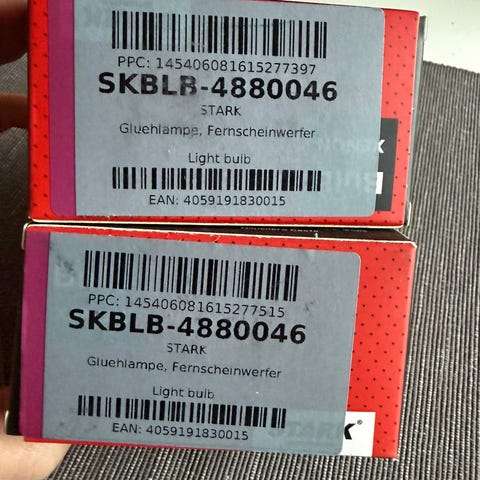 PPC: 145406081615277397
SKBLB-4880046
STARK
Gluehlampe, Fernscheinwerfer
Light bulb
EAN: 4059191830015
PPC: 145406081615277515
SKBLB-4880046
STARK
Gluehlampe, Fernscheinwerfer
Light bulb
EAN: 4059191830015
STARK